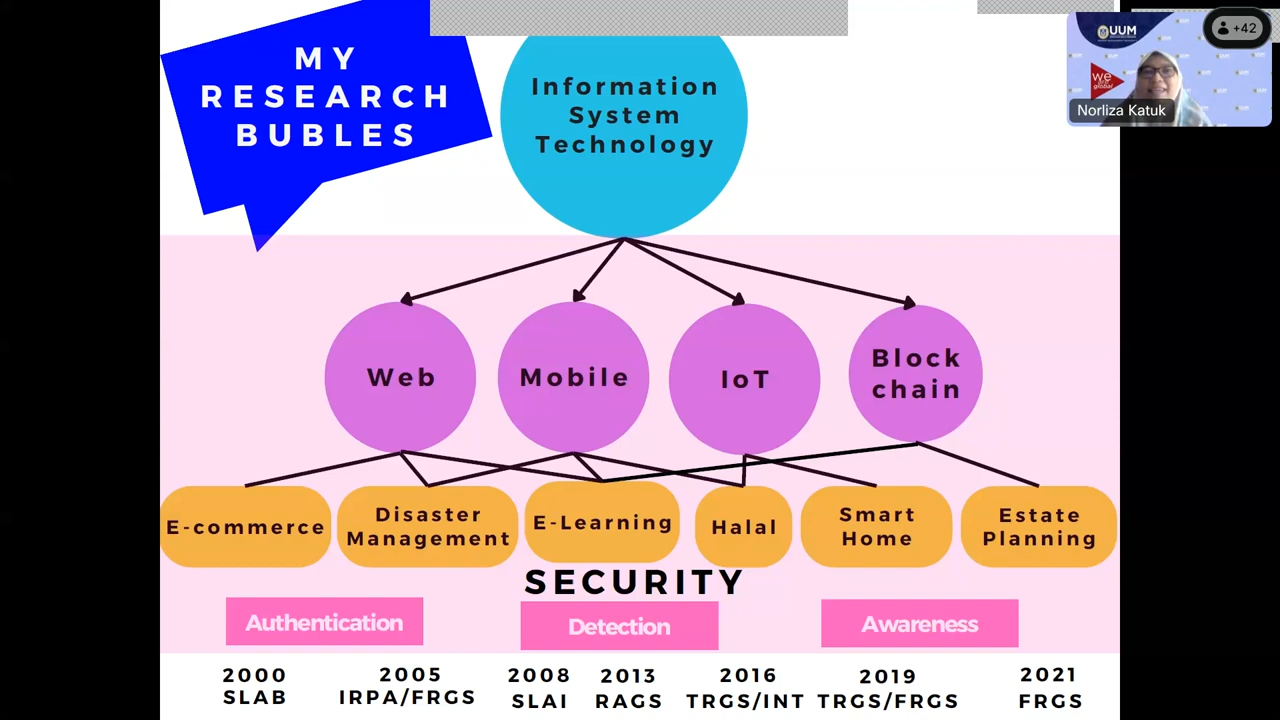 MY
RESEARCH
BUBLES
Information
System
Technology
UUM
we
global
+42
Norliza Katuk
Web
Mobile
IoT
Block
chain
E-commerce
Disaster
Management
E-Learning
Halal
Smart
Home
Estate
Planning
SECURITY
Authentication
Detection
Awareness
2000
SLAB
2005
IRPA/FRGS
2008
SLAI
2013
RAGS
2016
TRGS/INT
2019
TRGS/FRGS
2021
FRGS